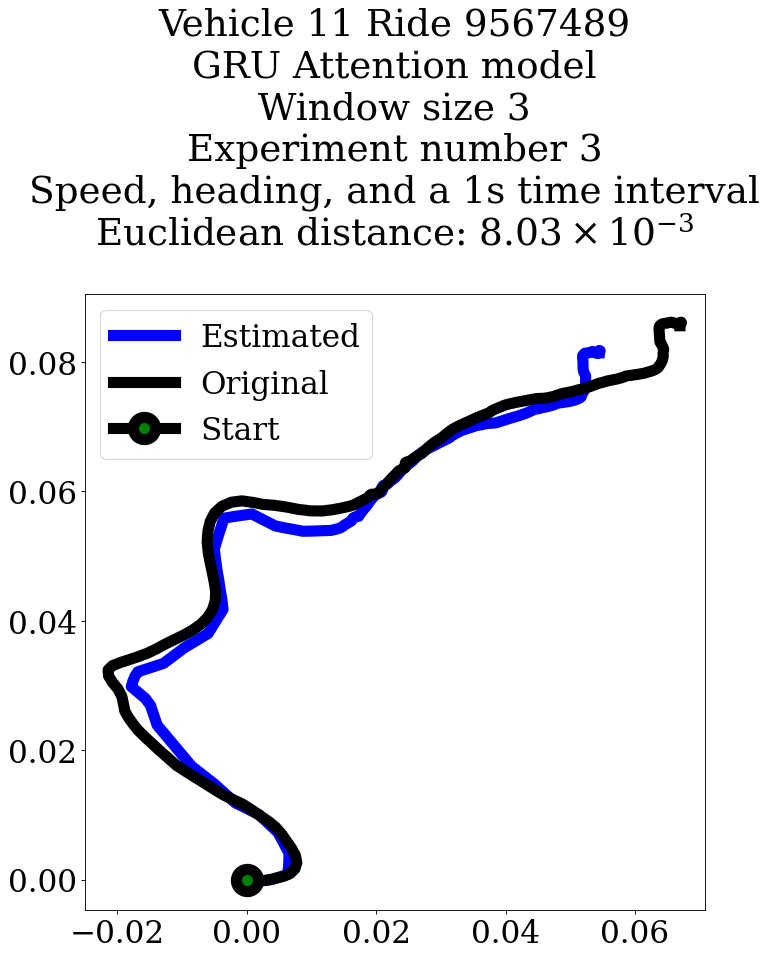 Vehicle 11 Ride 9567489
GRU Attention model
Window size 3
Experiment number 3
Speed, heading, and a 1s time interval
Euclidean distance: 8.03 × 10⁻³
Estimated
Original
Start
0.08
0.06
0.04
0.02
0.00
−0.02 0.00 0.02 0.04 0.06